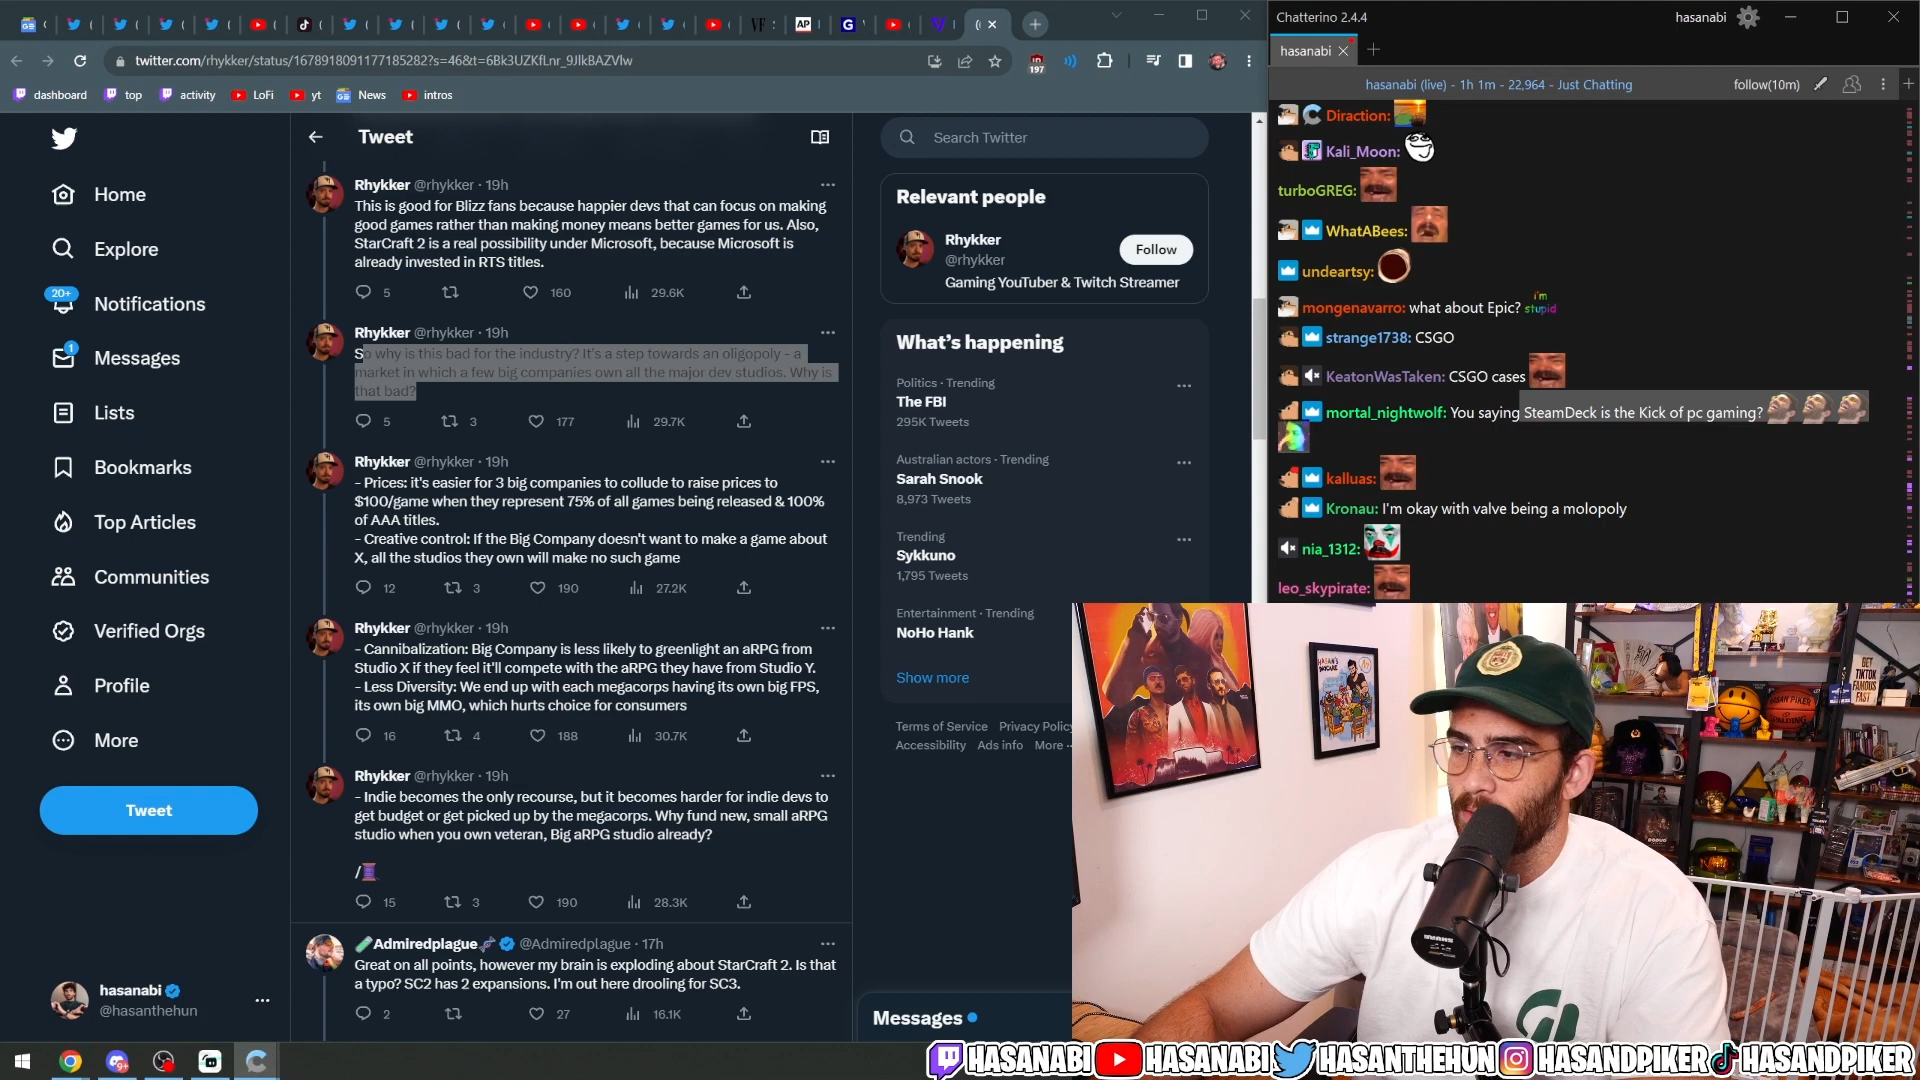 twitter.com/rhykker/status/1678918091177185282?s=46&t=6Bk3UZKfLnr_9JlkBAZVlw
197
dashboard
top
activity
LoFi
yt
News
intros
Home
Explore
20+
Notifications
1
Messages
Lists
Bookmarks
Top Articles
Communities
Verified Orgs
Profile
More
Tweet
hasanabi
@hasanthehun
Tweet
Rhykker @rhykker · 19h
This is good for Blizz fans because happier devs that can focus on making
good games rather than making money means better games for us. Also,
StarCraft 2 is a real possibility under Microsoft, because Microsoft is
already invested in RTS titles.
5 160 29.6K
Rhykker @rhykker · 19h
So why is this bad for the industry? It's a step towards an oligopoly - a
market in which a few big companies own all the major dev studios. Why is
that bad?
5 3 177 29.7K
Rhykker @rhykker · 19h
- Prices: it's easier for 3 big companies to collude to raise prices to
$100/game when they represent 75% of all games being released & 100%
of AAA titles.
- Creative control: If the Big Company doesn't want to make a game about
X, all the studios they own will make no such game
12 3 190 27.2K
Rhykker @rhykker · 19h
- Cannibalization: Big Company is less likely to greenlight an aRPG from
Studio X if they feel it'll compete with the aRPG they have from Studio Y.
- Less Diversity: We end up with each megacorps having its own big FPS,
its own big MMO, which hurts choice for consumers
16 4 188 30.7K
Rhykker @rhykker · 19h
- Indie becomes the only recourse, but it becomes harder for indie devs to
get budget or get picked up by the megacorps. Why fund new, small aRPG
studio when you own veteran, Big aRPG studio already?
/🧵
15 3 190 28.3K
Admiredplague @Admiredplague · 17h
Great on all points, however my brain is exploding about StarCraft 2. Is that
a typo? SC2 has 2 expansions. I'm out here drooling for SC3.
2 27 16.1K
Search Twitter
Relevant people
Rhykker
@rhykker
Follow
Gaming YouTuber & Twitch Streamer
What's happening
Politics · Trending
The FBI
295K Tweets
Australian actors · Trending
Sarah Snook
8,973 Tweets
Trending
Sykkuno
1,795 Tweets
Entertainment · Trending
NoHo Hank
Show more
Terms of Service Privacy Policy
Accessibility Ads info More ··
Messages
Chatterino 2.4.4
hasanabi
hasanabi
hasanabi (live) - 1h 1m - 22,964 - Just Chatting
follow(10m)
Diraction:
Kali_Moon:
turboGREG:
WhatABees:
undeartsy:
mongenavarro: what about Epic? i'm stupid
strange1738: CSGO
KeatonWasTaken: CSGO cases
mortal_nightwolf: You saying SteamDeck is the Kick of pc gaming?
kalluas:
Kronau: I'm okay with valve being a molopoly
nia_1312:
leo_skypirate:
GET
TIKTOK
FAMOUS
FAST
HASANABI
HASANABI
HASANTHEHUN
HASANDPIKER
HASANDPIKER